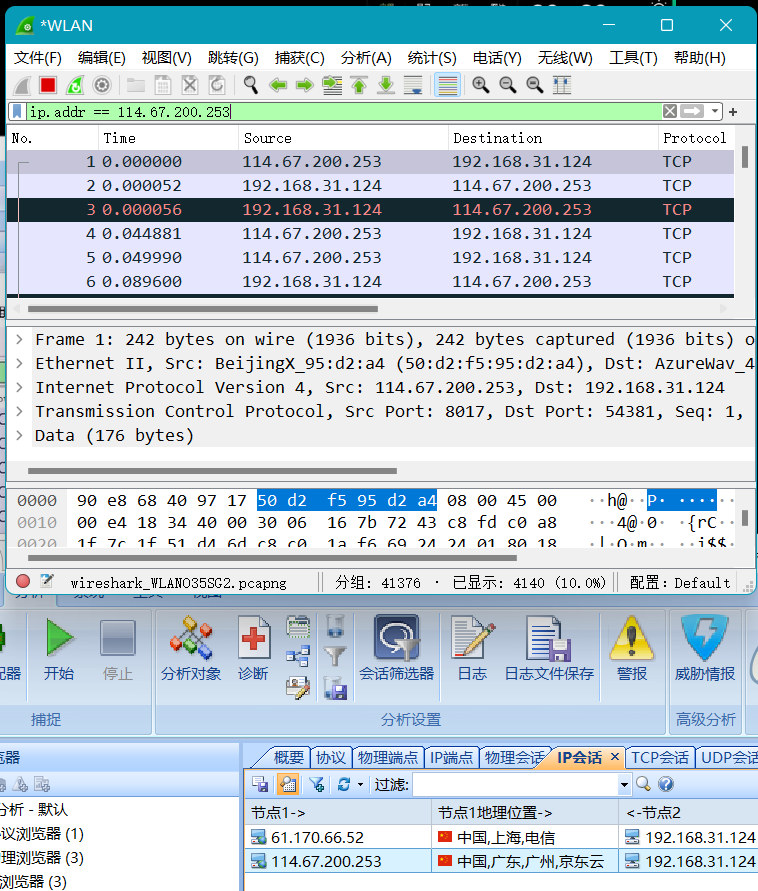 *WLAN
文件(F) 编辑(E) 视图(V) 跳转(G) 捕获(C) 分析(A) 统计(S) 电话(Y) 无线(W) 工具(T) 帮助(H)
ip.addr == 114.67.200.253
No. Time Source Destination Protocol
1 0.000000 114.67.200.253 192.168.31.124 TCP
2 0.000052 192.168.31.124 114.67.200.253 TCP
3 0.000056 192.168.31.124 114.67.200.253 TCP
4 0.044881 114.67.200.253 192.168.31.124 TCP
5 0.049990 114.67.200.253 192.168.31.124 TCP
6 0.089600 192.168.31.124 114.67.200.253 TCP
Frame 1: 242 bytes on wire (1936 bits), 242 bytes captured (1936 bits) o
Ethernet II, Src: BeijingX_95:d2:a4 (50:d2:f5:95:d2:a4), Dst: AzureWav_4
Internet Protocol Version 4, Src: 114.67.200.253, Dst: 192.168.31.124
Transmission Control Protocol, Src Port: 8017, Dst Port: 54381, Seq: 1,
Data (176 bytes)
0000 90 e8 68 40 97 17 50 d2 f5 95 d2 a4 08 00 45 00 ··h@··P· ······
0010 00 e4 18 34 40 00 30 06 16 7b 72 43 c8 fd c0 a8 ···4@·0· ·{rC
0020 1f 7c 1f 51 d4 6d c8 c0 1a f6 69 24 24 01 80 18 ·|·Q·m·· ··i$$
wireshark_WLAN035SG2.pcapng 分组: 41376 · 已显示: 4140 (10.0%) 配置: Default
配器 开始 停止 分析对象 诊断 会话筛选器 日志 日志文件保存 警报 威胁情报
捕捉 分析设置 高级分析
览器 概要 协议 物理端点 IP端点 物理会话 IP会话 TCP会话 UDP会
过滤:
节点1-> 节点1地理位置-> <-节点2
分析 - 默认
议浏览器 (1) 61.170.66.52 中国,上海,电信 192.168.31.124
理浏览器 (3) 114.67.200.253 中国,广东,广州,京东云 192.168.31.124
浏览器 (3)